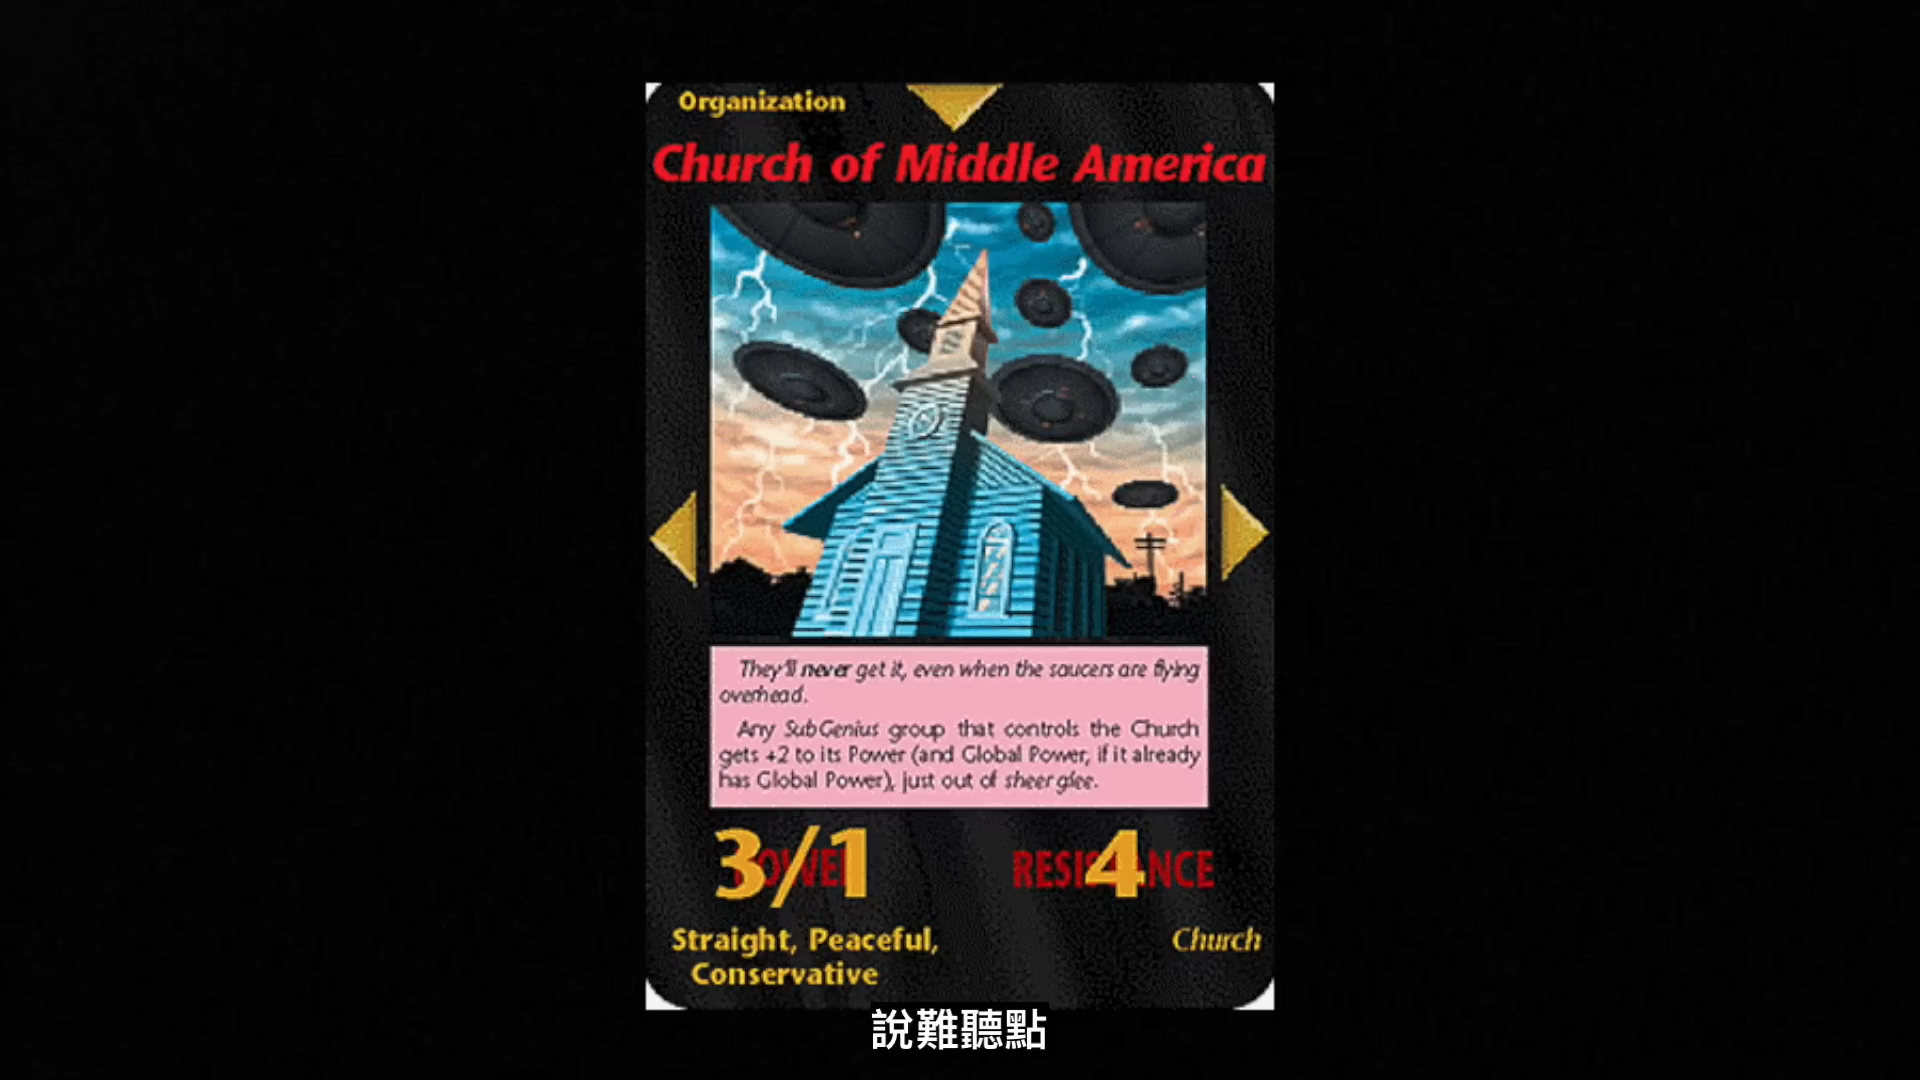 Organization
Church of Middle America
They'll never get it, even when the saucers are flying
overhead.
Any SubGenius group that controls the Church
gets +2 to its Power (and Global Power, if it already
has Global Power), just out of sheer glee.
3/1
POWER
RESISTANCE
4
Straight, Peaceful,
Conservative
Church
說難聽點